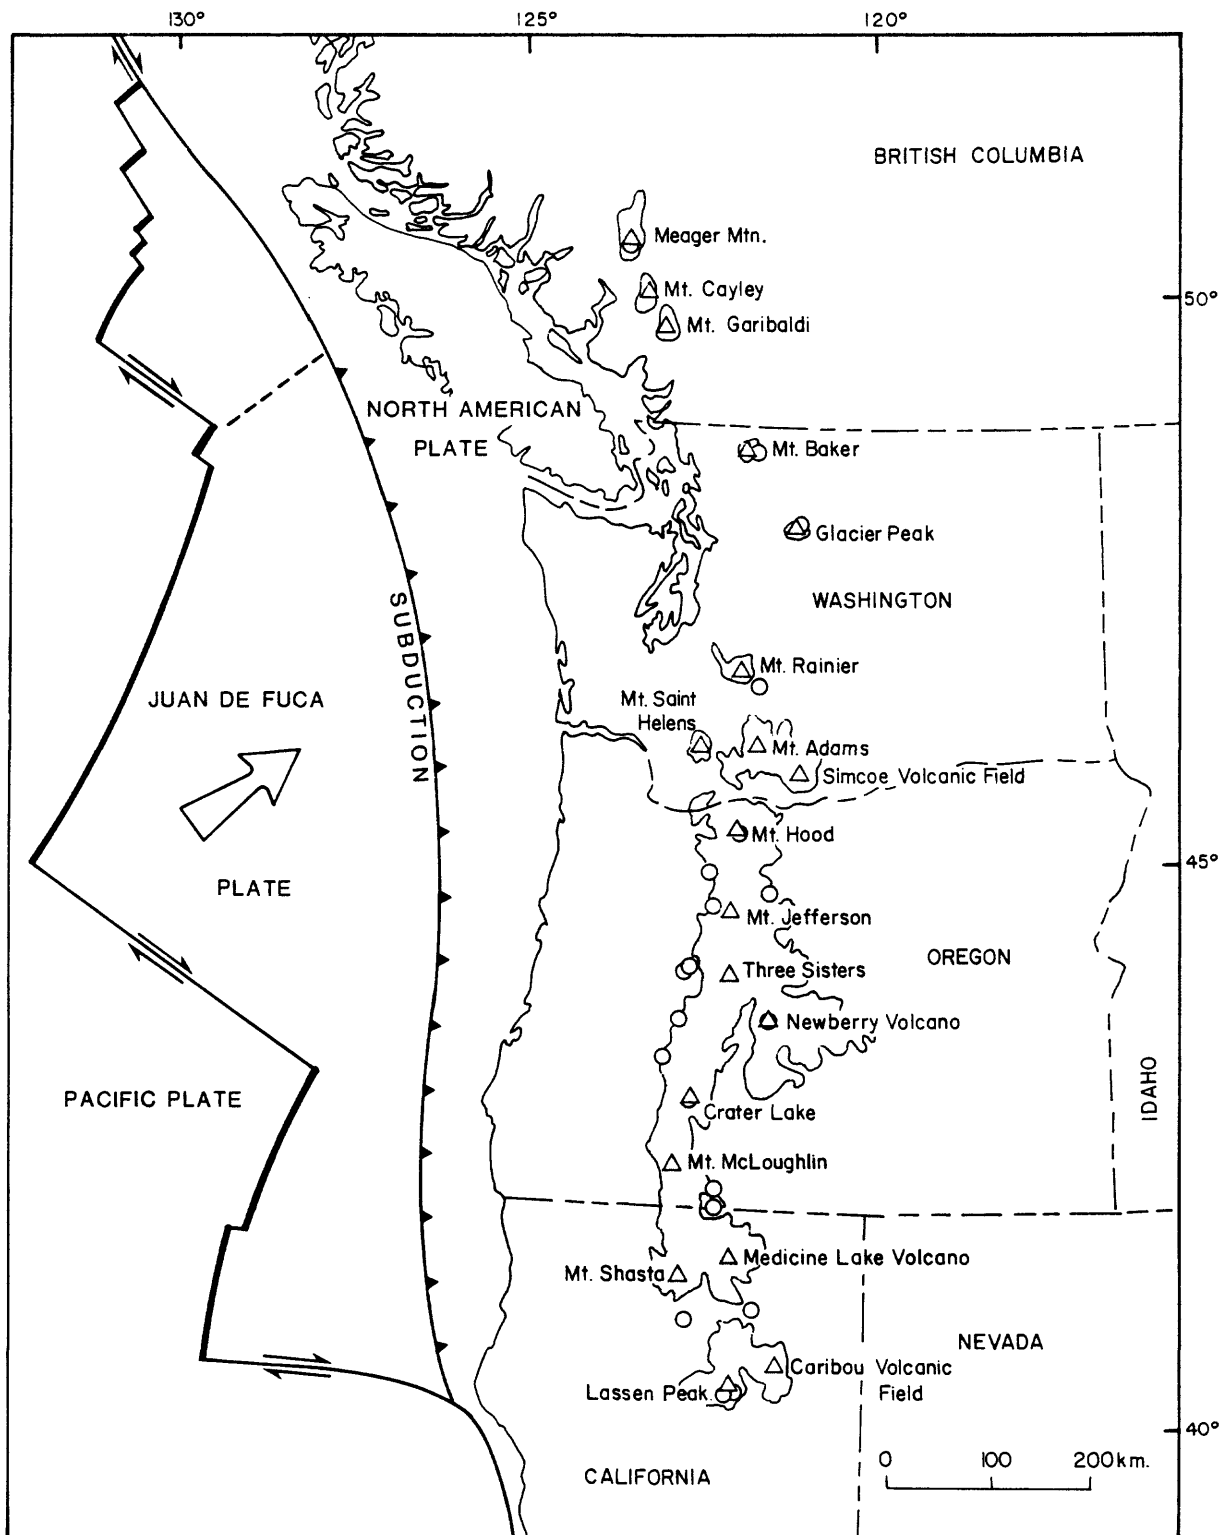 130° 125° 120°
BRITISH COLUMBIA
Meager Mtn.
Mt. Cayley
50°
Mt. Garibaldi
NORTH AMERICAN
PLATE
Mt. Baker
Glacier Peak
WASHINGTON
SUBDUCTION
Mt. Rainier
JUAN DE FUCA
Mt. Saint
Helens
Mt. Adams
Simcoe Volcanic Field
Mt. Hood
45°
PLATE
Mt. Jefferson
OREGON
Three Sisters
Newberry Volcano
PACIFIC PLATE
IDAHO
Crater Lake
Mt. McLoughlin
Medicine Lake Volcano
Mt. Shasta
NEVADA
Caribou Volcanic
Field
Lassen Peak
40°
0 100 200 km.
CALIFORNIA